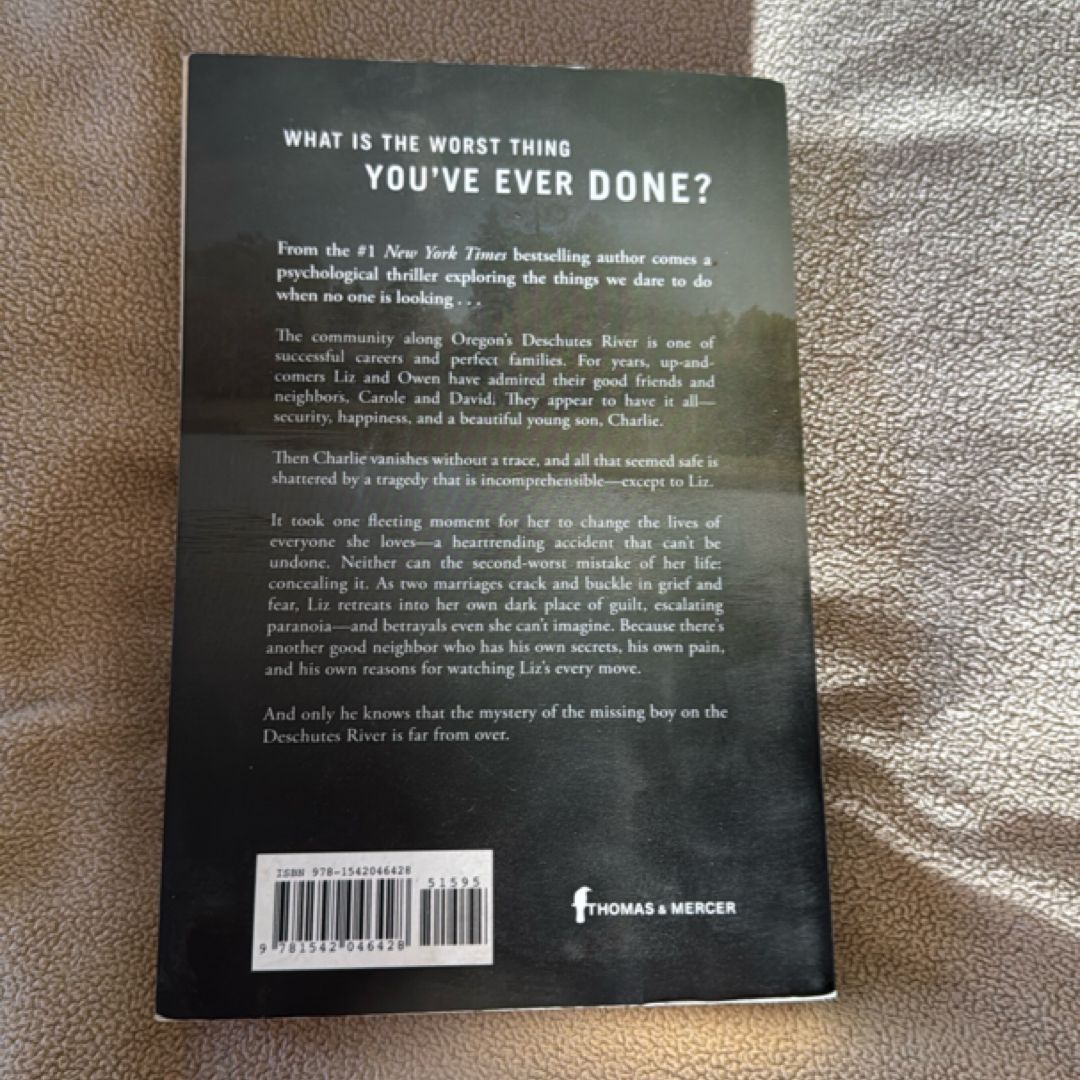 WHAT IS THE WORST THING
YOU'VE EVER DONE?
From the #1 New York Times bestselling author comes a
psychological thriller exploring the things we dare to do
when no one is looking . . .
The community along Oregon's Deschutes River is one of
successful careers and perfect families. For years, up-and-
comers Liz and Owen have admired their good friends and
neighbors, Carole and David. They appear to have it all—
security, happiness, and a beautiful young son, Charlie.
Then Charlie vanishes without a trace, and all that seemed safe is
shattered by a tragedy that is incomprehensible—except to Liz.
It took one fleeting moment for her to change the lives of
everyone she loves—a heartrending accident that can't be
undone. Neither can the second-worst mistake of her life:
concealing it. As two marriages crack and buckle in grief and
fear, Liz retreats into her own dark place of guilt, escalating
paranoia—and betrayals even she can't imagine. Because there's
another good neighbor who has his own secrets, his own pain,
and his own reasons for watching Liz's every move.
And only he knows that the mystery of the missing boy on the
Deschutes River is far from over.
ISBN 978-1542046428
51595
9 781542 046428
THOMAS & MERCER